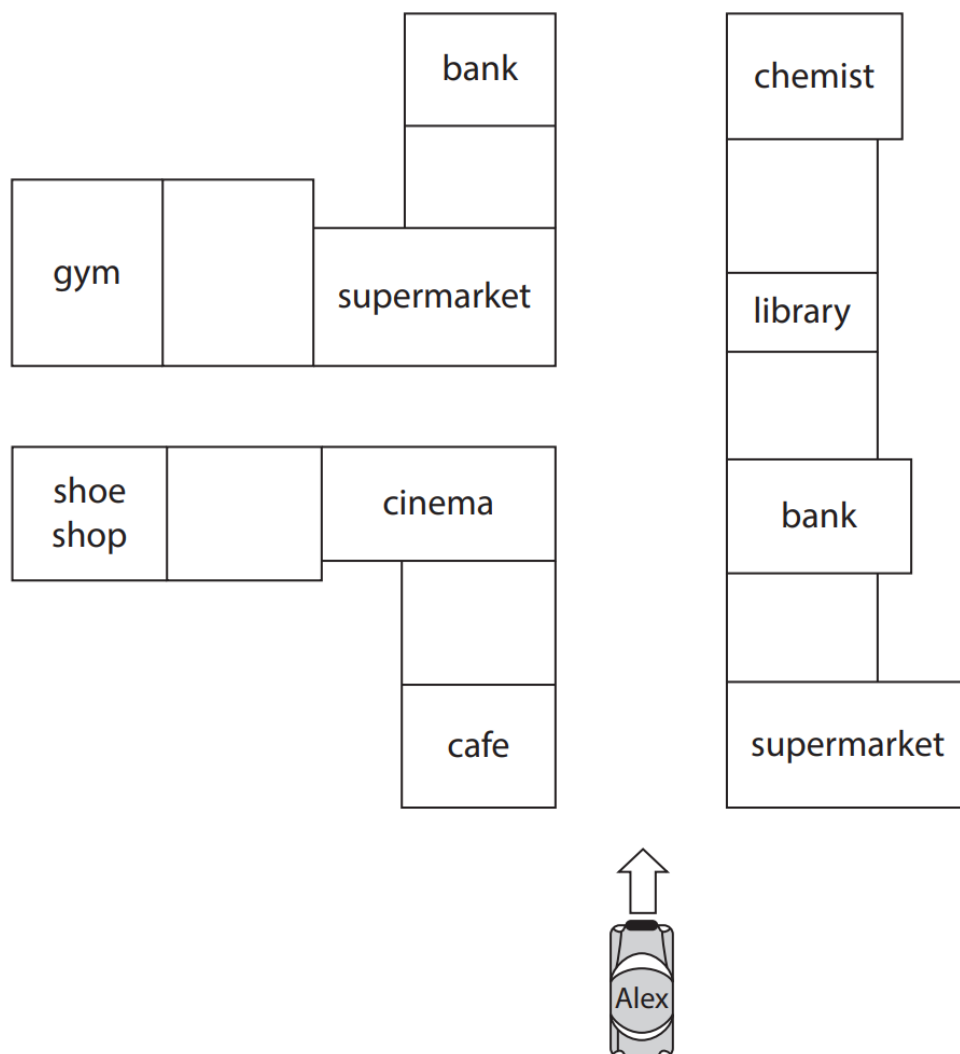 bank
chemist
gym
supermarket
library
shoe
shop
cinema
bank
cafe
supermarket
Alex